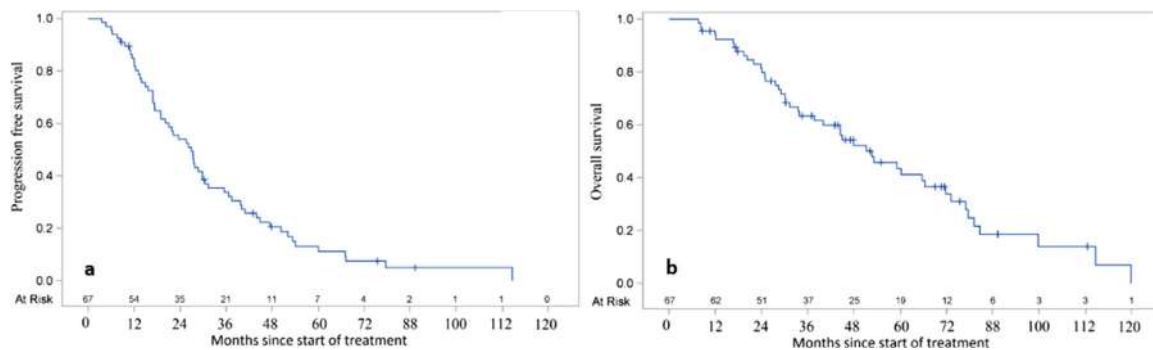 Progression free survival
1.0
0.8
0.6
0.4
0.2
0.0
a
At Risk 67 54 35 21 11 7 4 2 1 1 0
0 12 24 36 48 60 72 88 100 112 120
Months since start of treatment
Overall survival
1.0
0.8
0.6
0.4
0.2
0.0
b
At Risk 67 62 51 37 25 19 12 6 3 3 1
0 12 24 36 48 60 72 88 100 112 120
Months since start of treatment